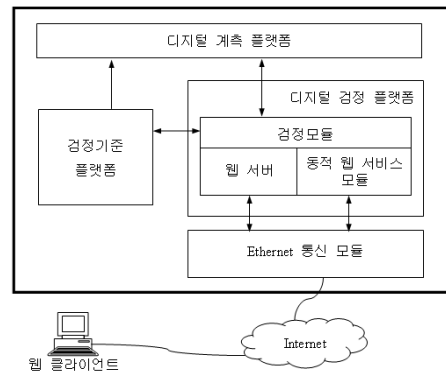 디지털 계측 플랫폼
디지털 검정 플랫폼
검정기준
플랫폼
검정모듈
웹 서버
동적 웹 서비스
모듈
Ethernet 통신 모듈
Internet
웹 클라이언트